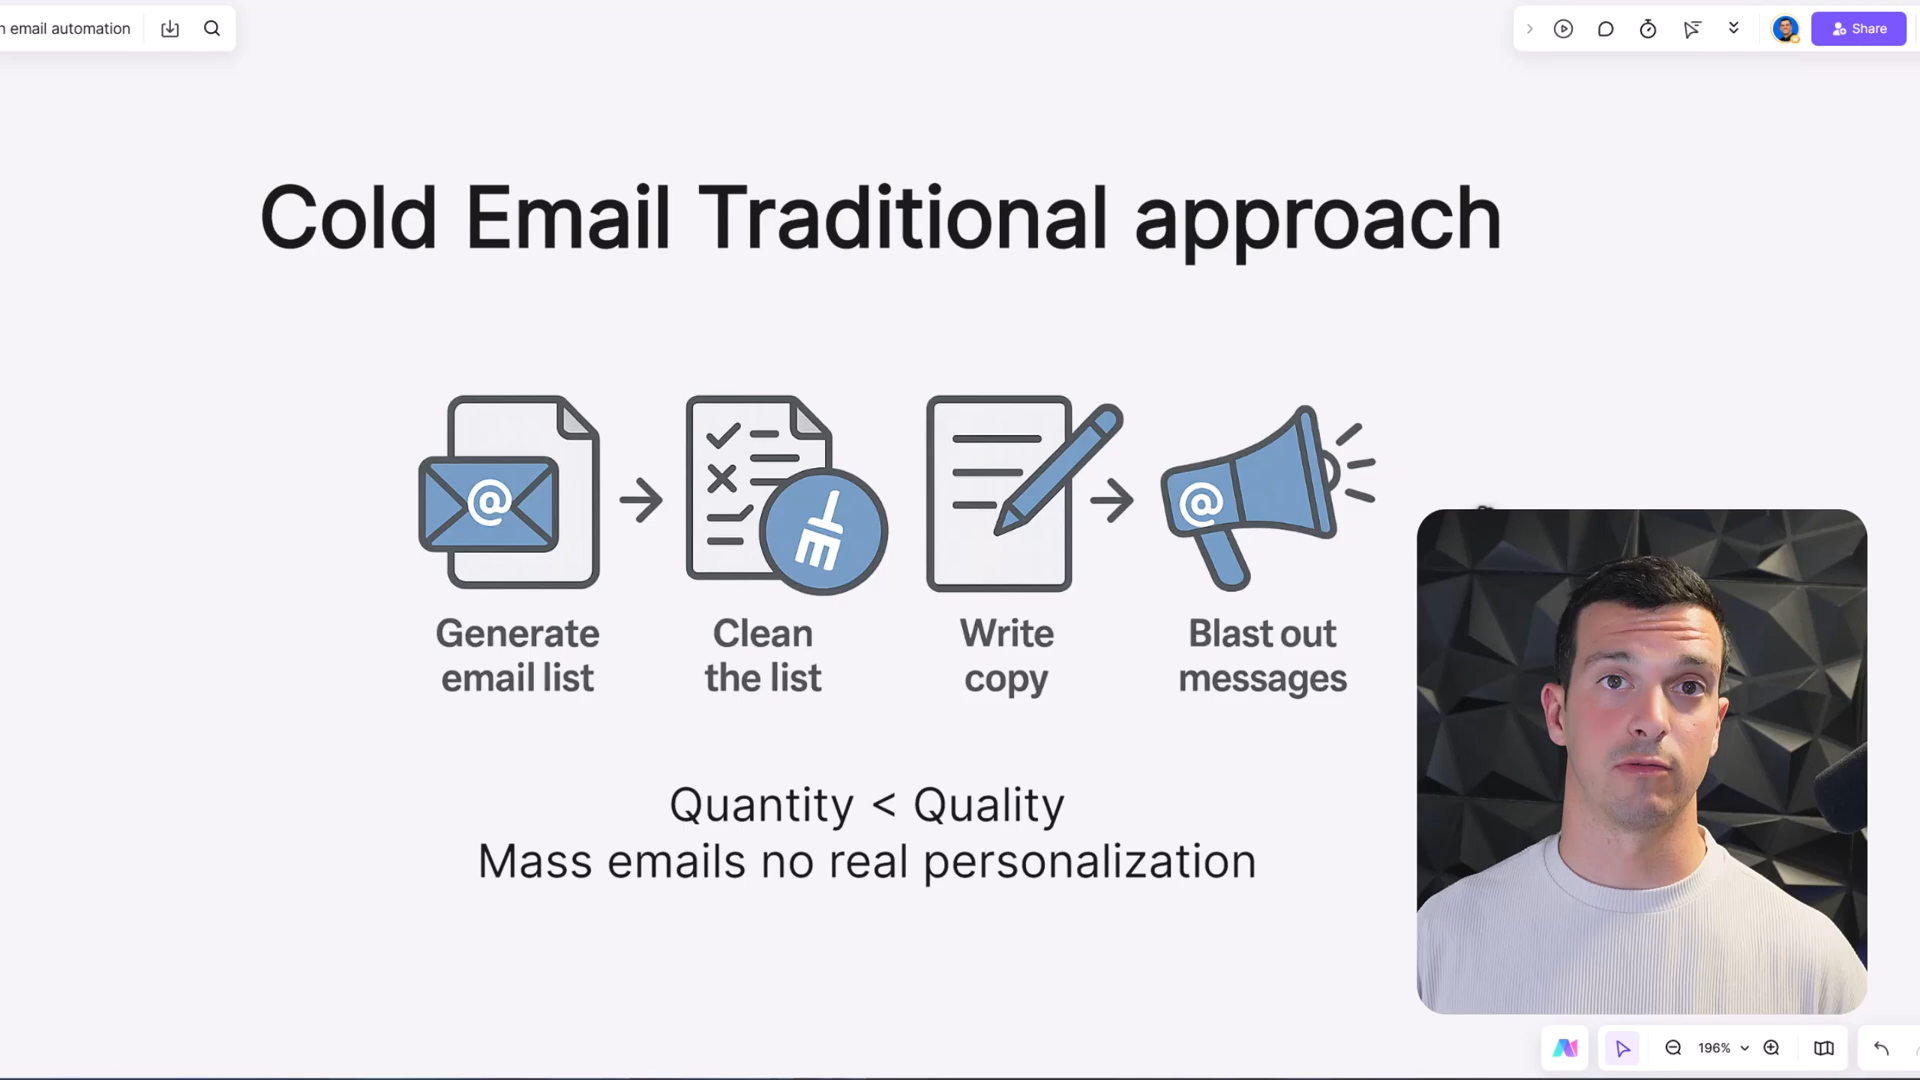 n email automation
Share
Cold Email Traditional approach
@
@
Generate
email list
Clean
the list
Write
copy
Blast out
messages
Quantity < Quality
Mass emails no real personalization
196%